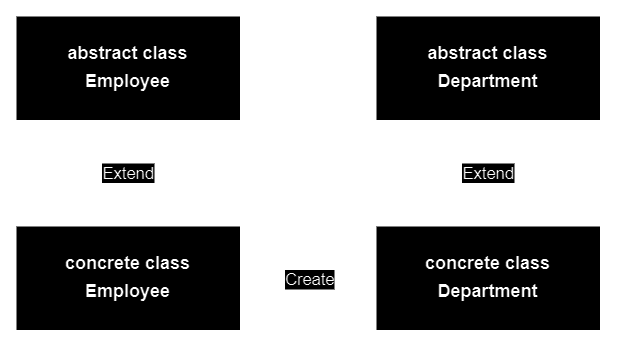 abstract class
Employee
abstract class
Department
Extend
Extend
concrete class
Employee
Create
concrete class
Department